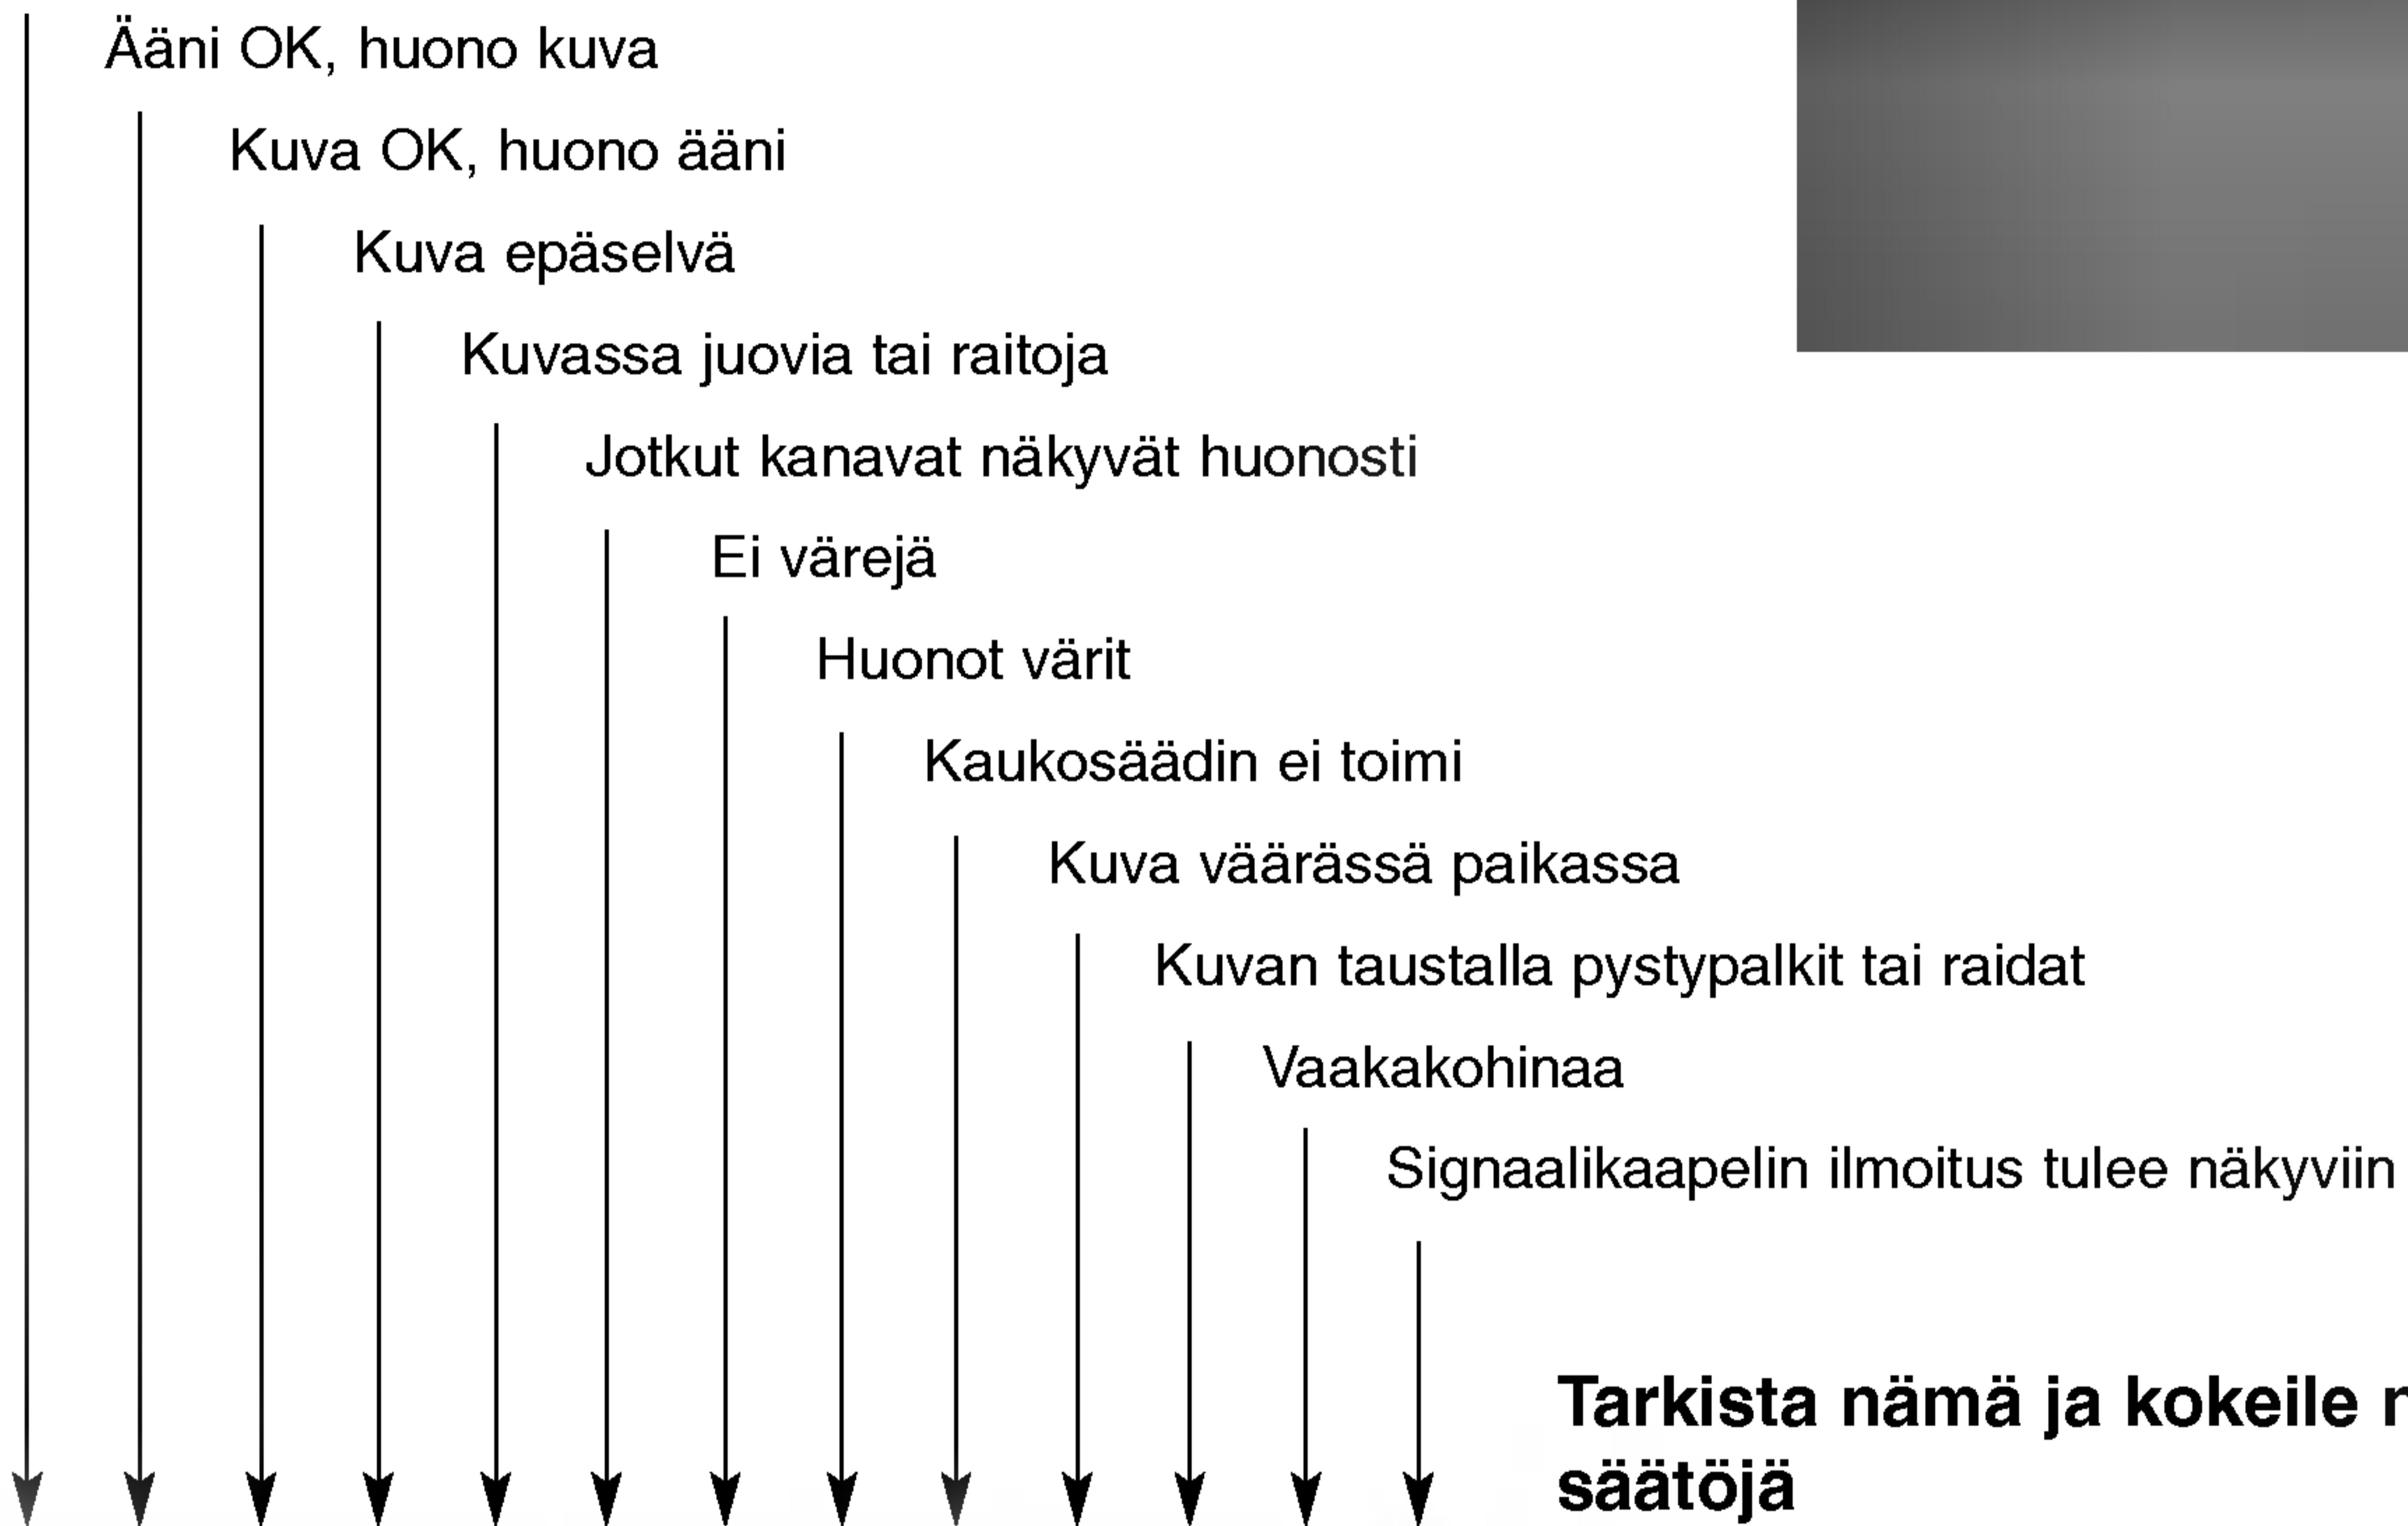 Ääni OK, huono kuva
Kuva OK, huono ääni
Kuva epäselvä
Kuvassa juovia tai raitoja
Jotkut kanavat näkyvät huonosti
Ei värejä
Huonot värit
Kaukosäädin ei toimi
Kuva väärässä paikassa
Kuvan taustalla pystypalkit tai raidat
Vaakakohinaa
Signaalikaapelin ilmoitus tulee näkyviin
Tarkista nämä ja kokeile
säätöjä